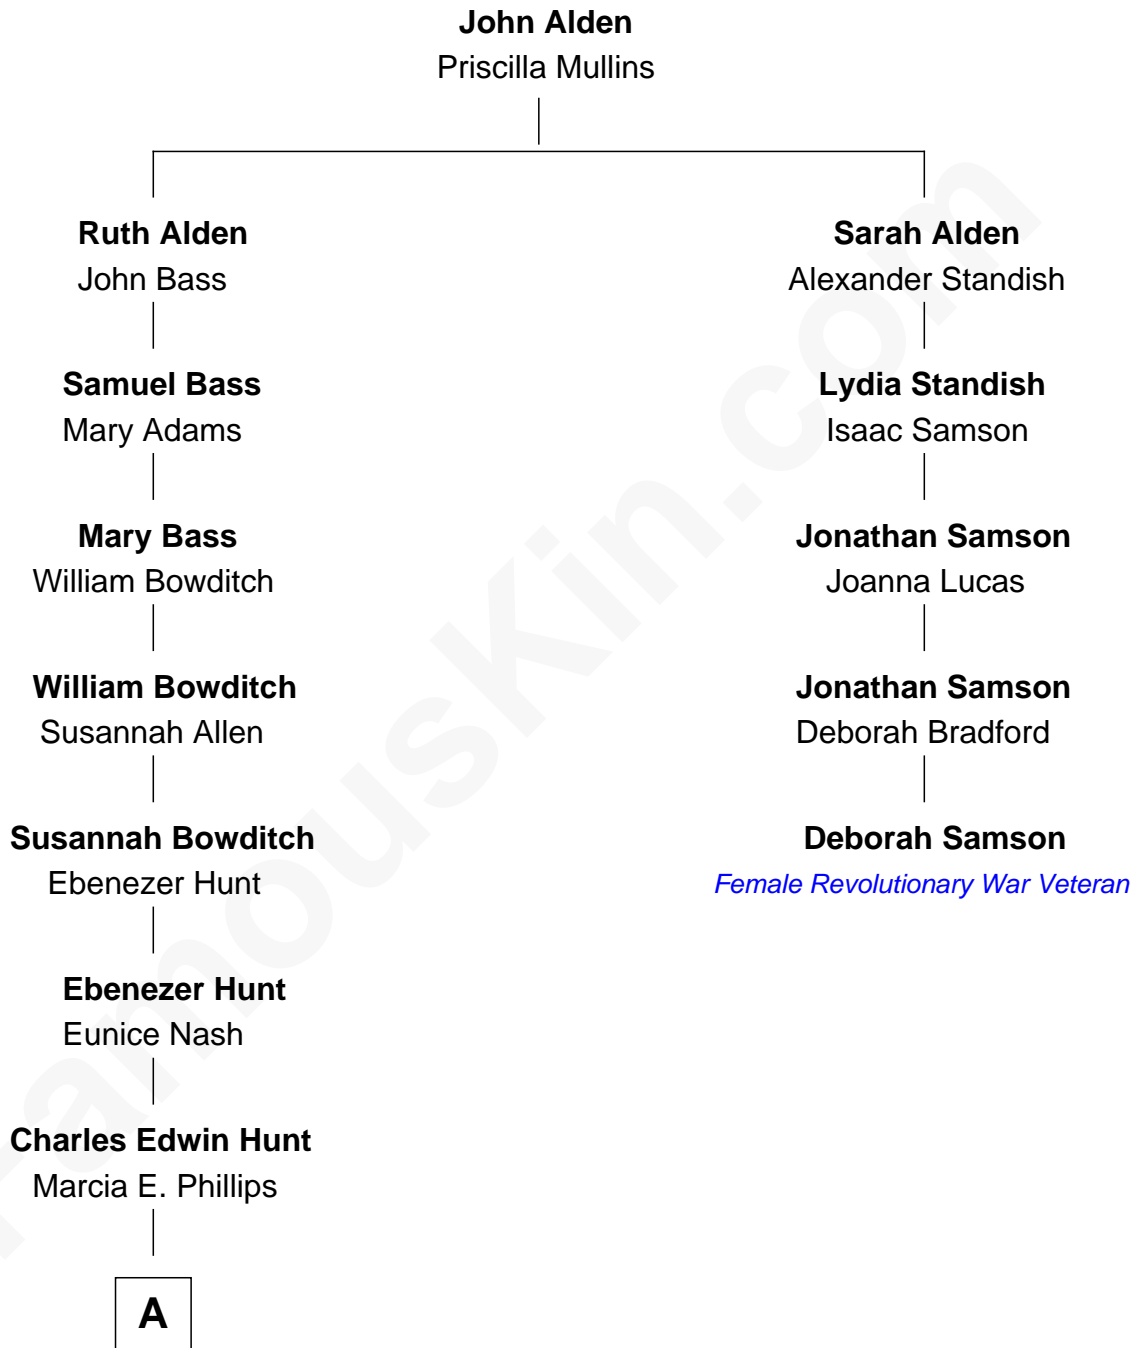 John Alden
Priscilla Mullins
Ruth Alden
John Bass
Sarah Alden
Alexander Standish
Samuel Bass
Mary Adams
Lydia Standish
Isaac Samson
Mary Bass
William Bowditch
Jonathan Samson
Joanna Lucas
William Bowditch
Susannah Allen
Jonathan Samson
Deborah Bradford
Susannah Bowditch
Ebenezer Hunt
Deborah Samson
Female Revolutionary War Veteran
Ebenezer Hunt
Eunice Nash
Charles Edwin Hunt
Marcia E. Phillips
A
FamousKin.com